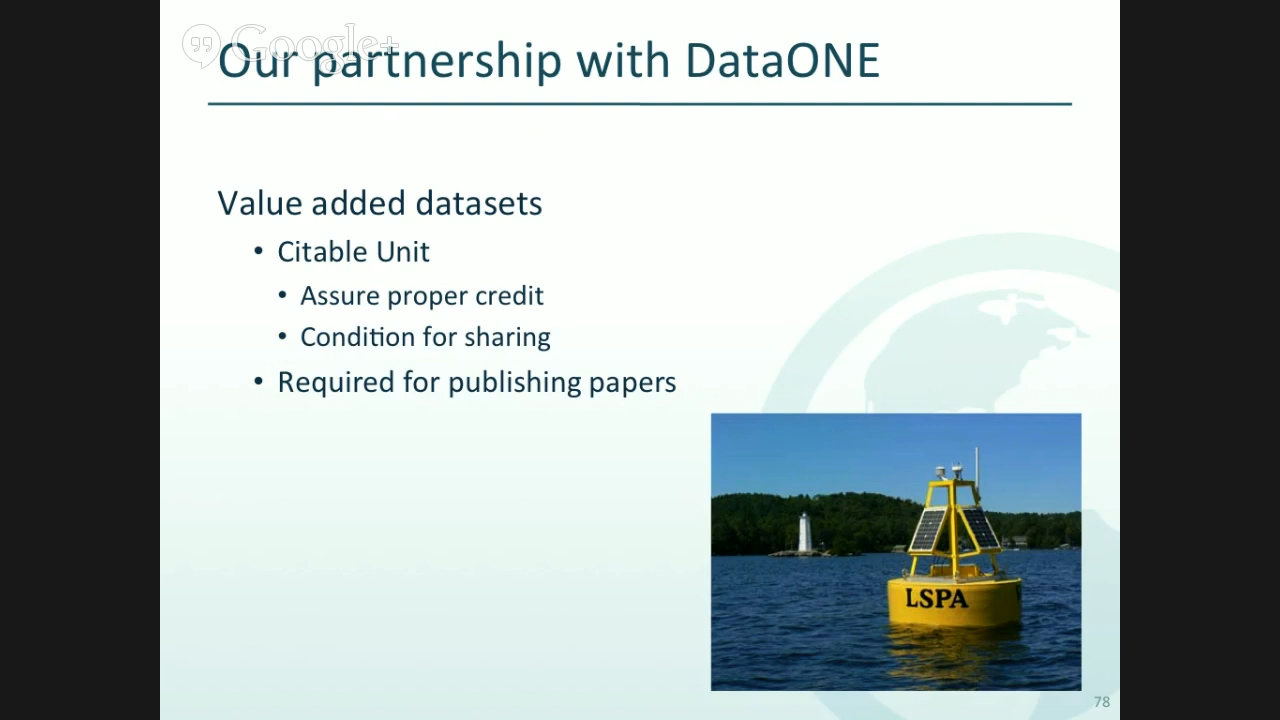 Google+
Our partnership with DataONE
Value added datasets
• Citable Unit
• Assure proper credit
• Condition for sharing
• Required for publishing papers
LSPA
78